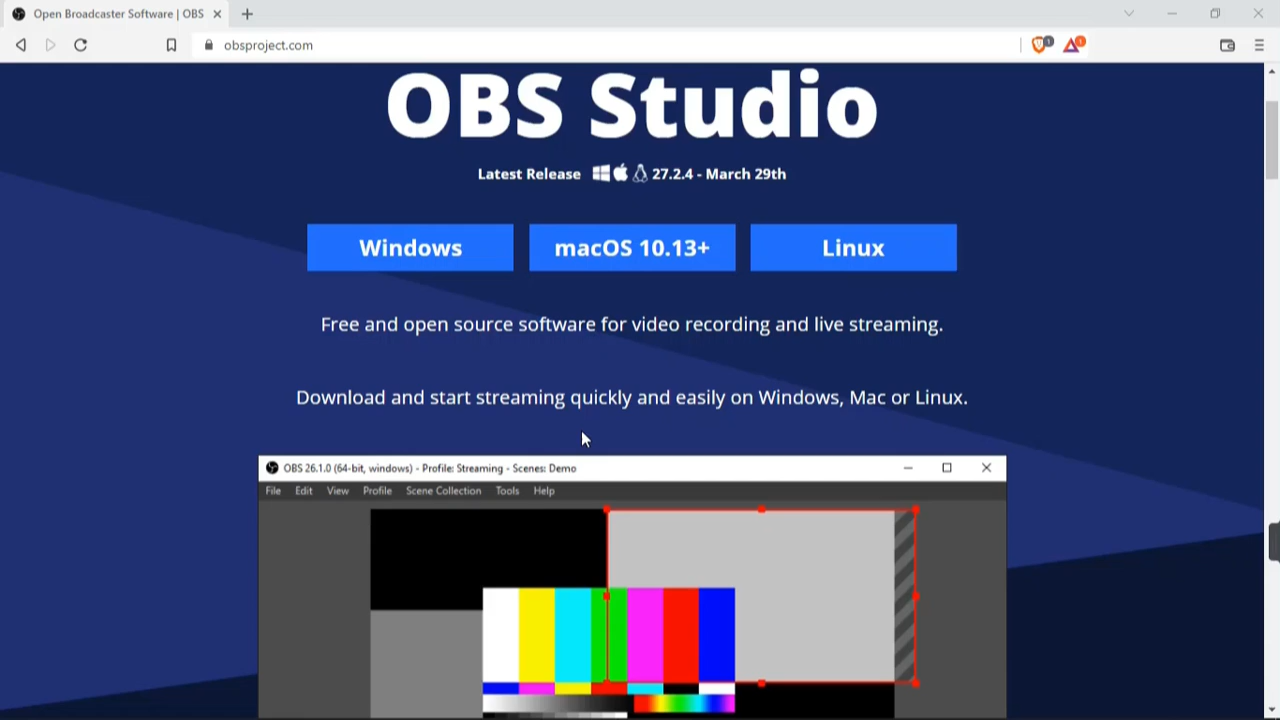 Open Broadcaster Software | OBS
obsproject.com
1
1
OBS Studio
Latest Release 27.2.4 - March 29th
Windows
macOS 10.13+
Linux
Free and open source software for video recording and live streaming.
Download and start streaming quickly and easily on Windows, Mac or Linux.
OBS 26.1.0 (64-bit, windows) - Profile: Streaming - Scenes: Demo
File Edit View Profile Scene Collection Tools Help